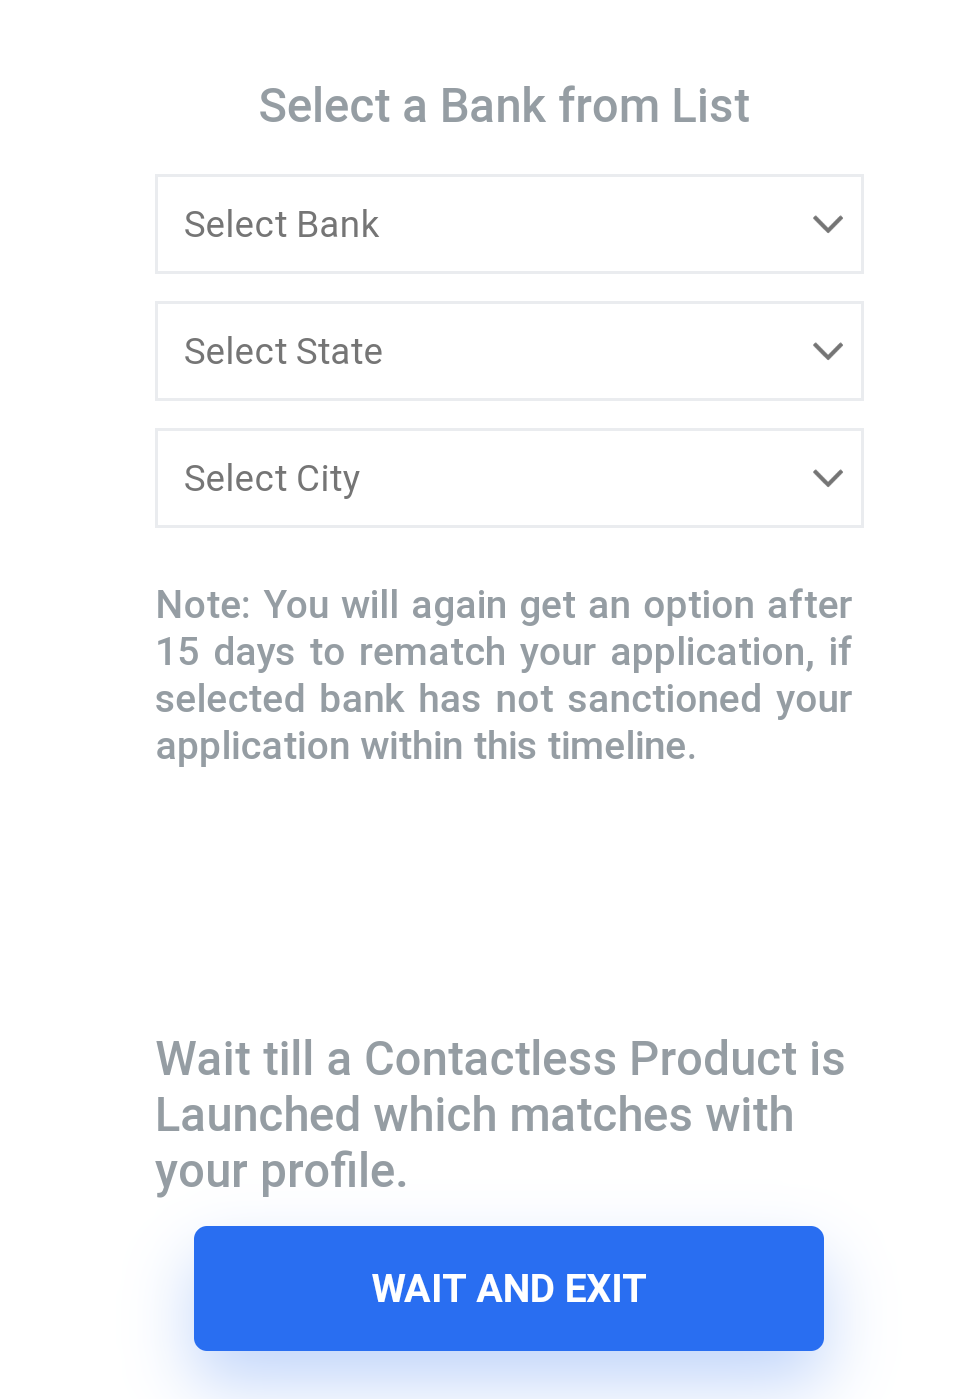 Select a Bank from List
Select Bank
Select State
Select City
Note: You will again get an option after
15 days to rematch your application, if
selected bank has not sanctioned your
application within this timeline.
Wait till a Contactless Product is
Launched which matches with
your profile.
WAIT AND EXIT